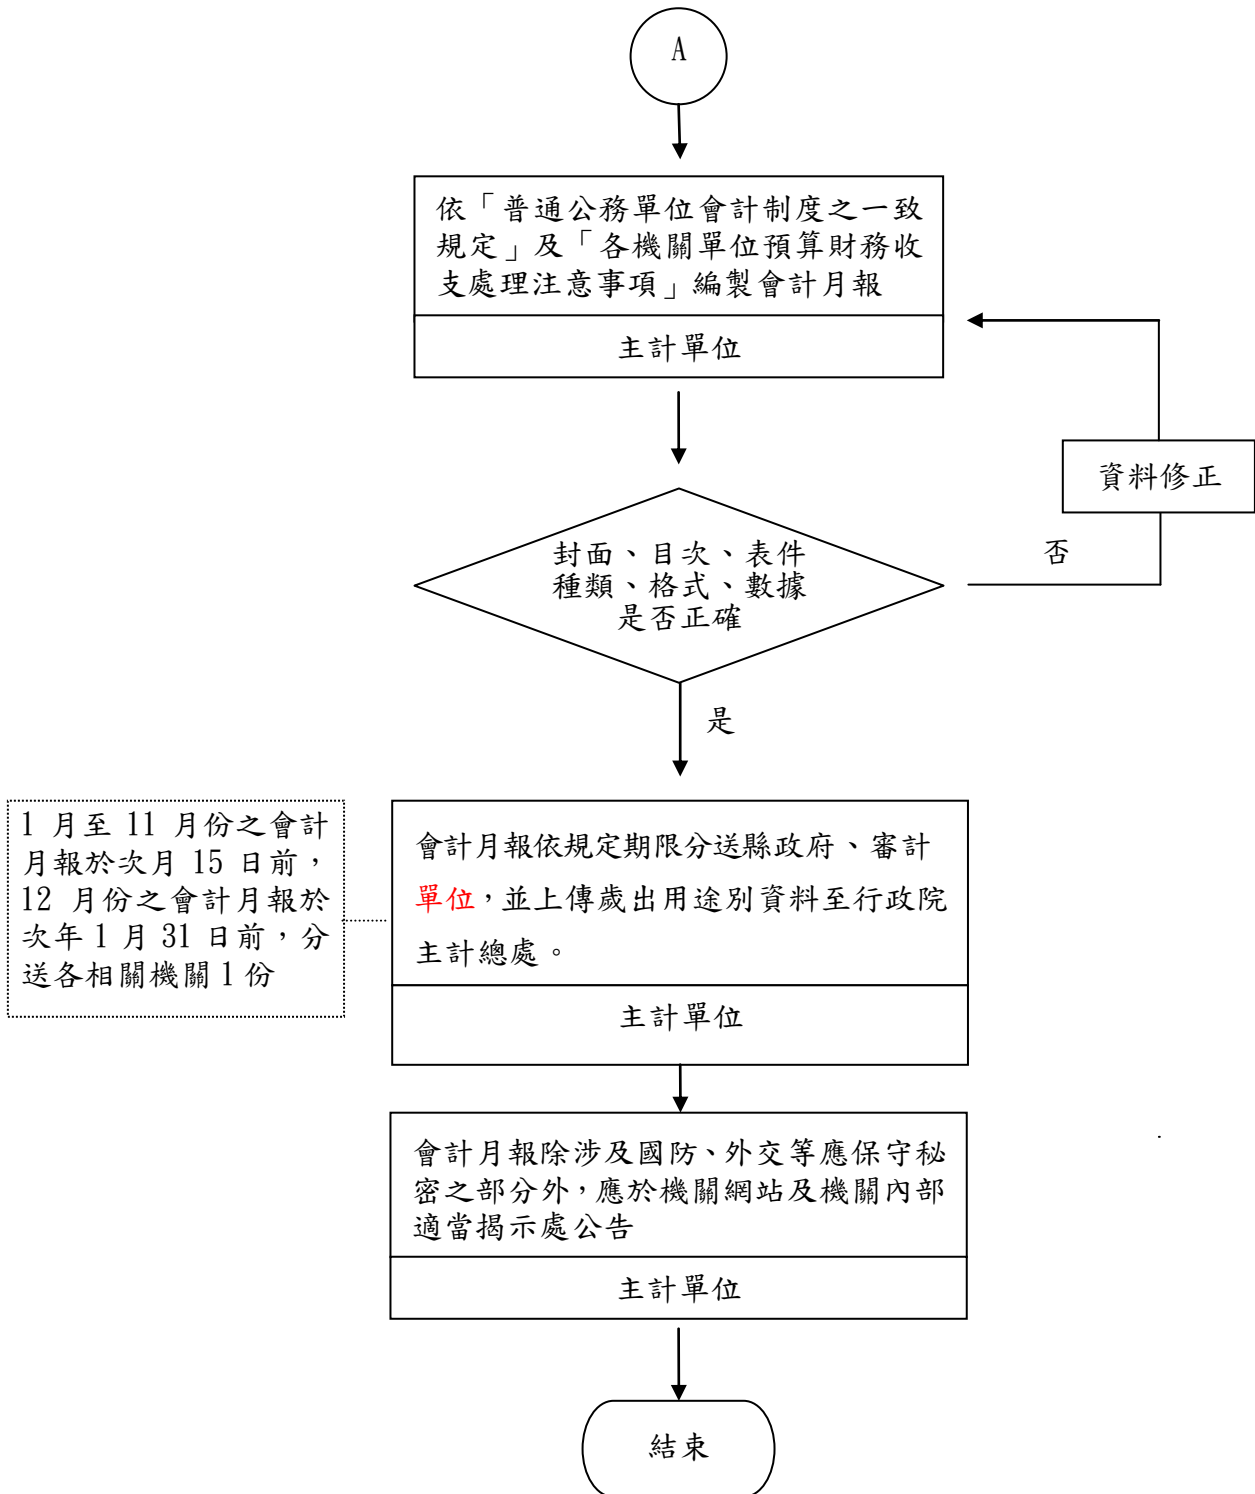 A
依「普通公務單位會計制度之一致
規定」及「各機關單位預算財務收
支處理注意事項」編製會計月報
主計單位
資料修正
封面、目次、表件
種類、格式、數據
是否正確
否
是
1 月至 11 月份之會計
月報於次月 15 日前，
12 月份之會計月報於
次年 1 月 31 日前，分
送各相關機關 1 份
會計月報依規定期限分送縣政府、審計
單位，並上傳歲出用途別資料至行政院
主計總處。
主計單位
會計月報除涉及國防、外交等應保守秘
密之部分外，應於機關網站及機關內部
適當揭示處公告
主計單位
結束